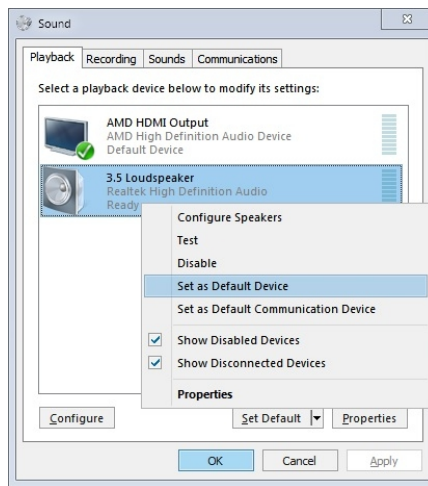 Sound
Playback Recording Sounds Communications
Select a playback device below to modify its settings:
AMD HDMI Output
AMD High Definition Audio Device
Default Device
3.5 Loudspeaker
Realtek High Definition Audio
Ready
Configure Speakers
Test
Disable
Set as Default Device
Set as Default Communication Device
Show Disabled Devices
Show Disconnected Devices
Properties
Configure Set Default Properties
OK Cancel Apply